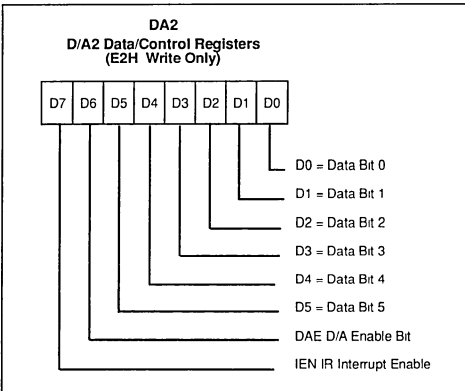 DA2
D/A2 Data/Control Registers
(E2H Write Only)
D7 D6 D5 D4 D3 D2 D1 D0
D0 = Data Bit 0
D1 = Data Bit 1
D2 = Data Bit 2
D3 = Data Bit 3
D4 = Data Bit 4
D5 = Data Bit 5
DAE D/A Enable Bit
IEN IR Interrupt Enable